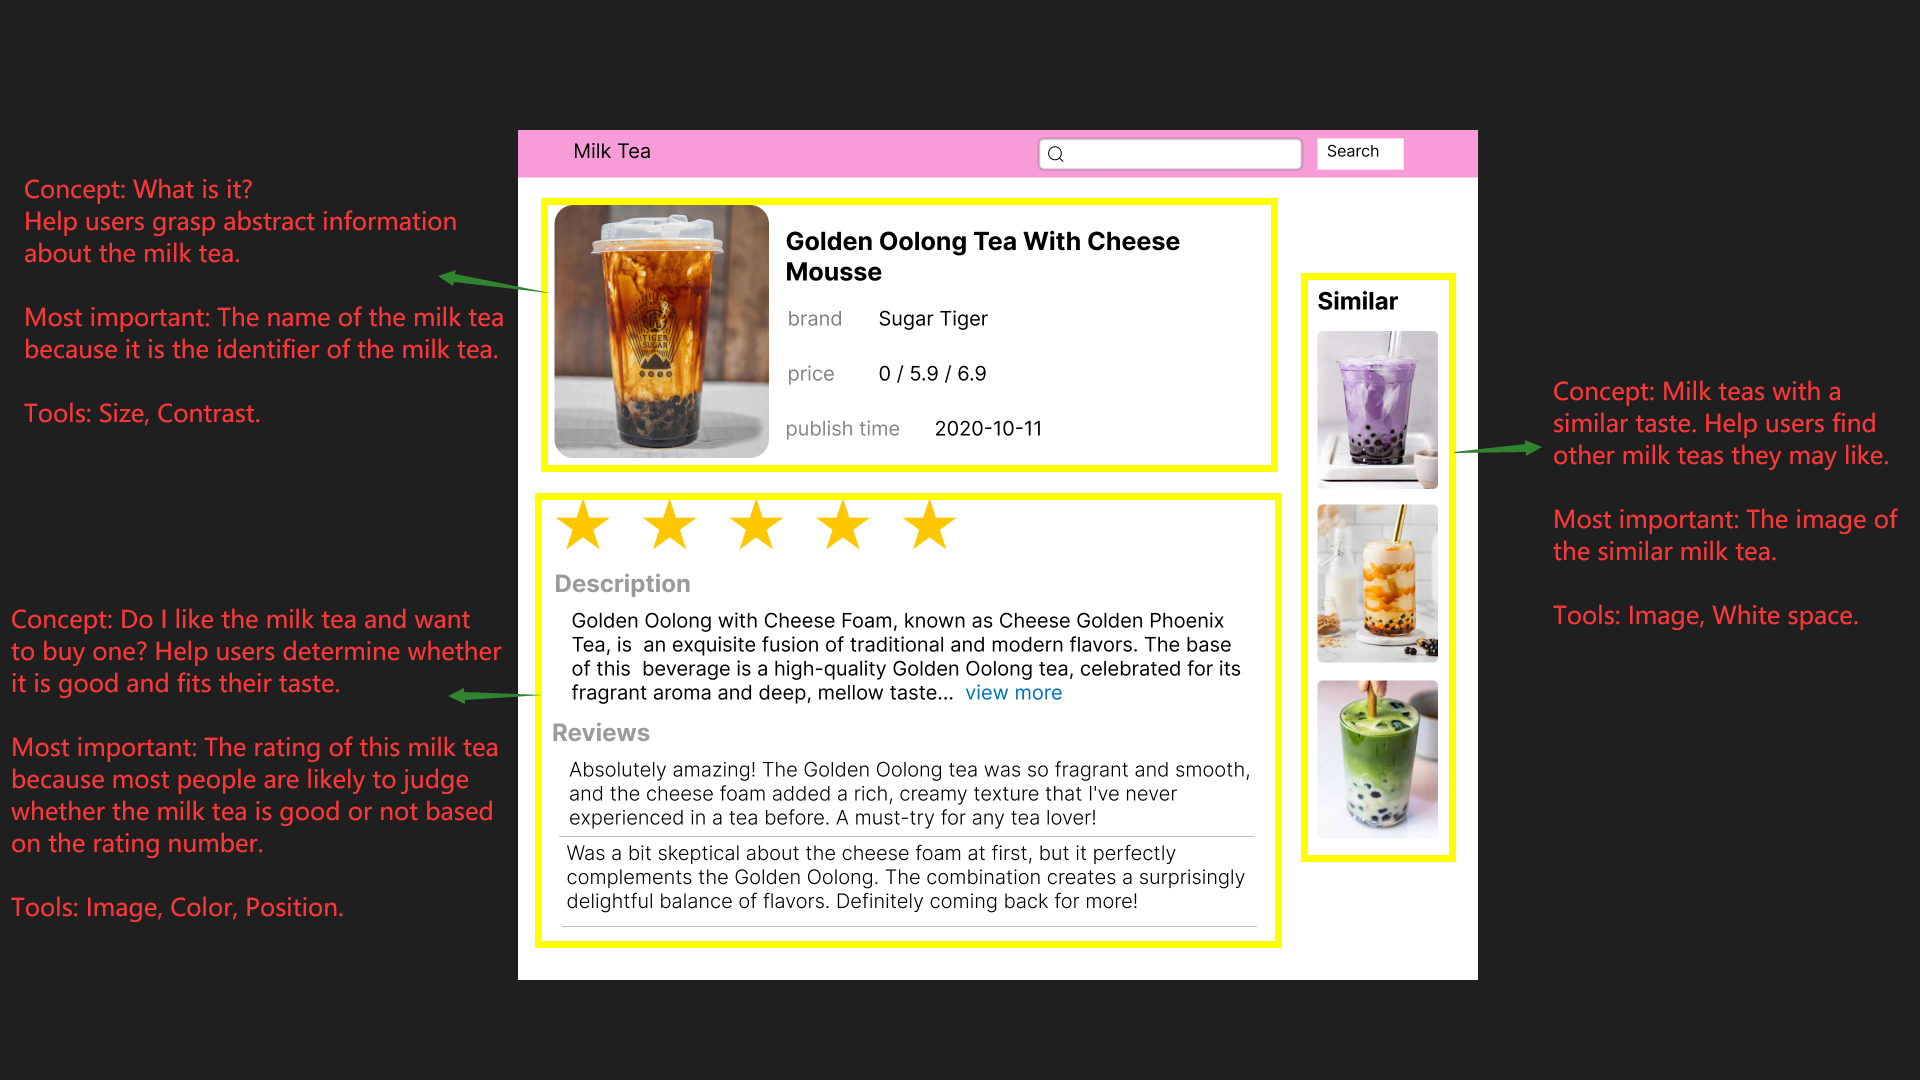 Milk Tea
Search
Concept: What is it?
Help users grasp abstract information
about the milk tea.
Most important: The name of the milk tea
because it is the identifier of the milk tea.
Tools: Size, Contrast.
TIGER
SUGAR
Golden Oolong Tea With Cheese
Mousse
brand Sugar Tiger
price 0 / 5.9 / 6.9
publish time 2020-10-11
Similar
Concept: Milk teas with a
similar taste. Help users find
other milk teas they may like.
Most important: The image of
the similar milk tea.
Tools: Image, White space.
Concept: Do I like the milk tea and want
to buy one? Help users determine whether
it is good and fits their taste.
Most important: The rating of this milk tea
because most people are likely to judge
whether the milk tea is good or not based
on the rating number.
Tools: Image, Color, Position.
Description
Golden Oolong with Cheese Foam, known as Cheese Golden Phoenix
Tea, is  an exquisite fusion of traditional and modern flavors. The base
of this  beverage is a high-quality Golden Oolong tea, celebrated for its
fragrant aroma and deep, mellow taste...  view more
Reviews
Absolutely amazing! The Golden Oolong tea was so fragrant and smooth,
and the cheese foam added a rich, creamy texture that I've never
experienced in a tea before. A must-try for any tea lover!
Was a bit skeptical about the cheese foam at first, but it perfectly
complements the Golden Oolong. The combination creates a surprisingly
delightful balance of flavors. Definitely coming back for more!